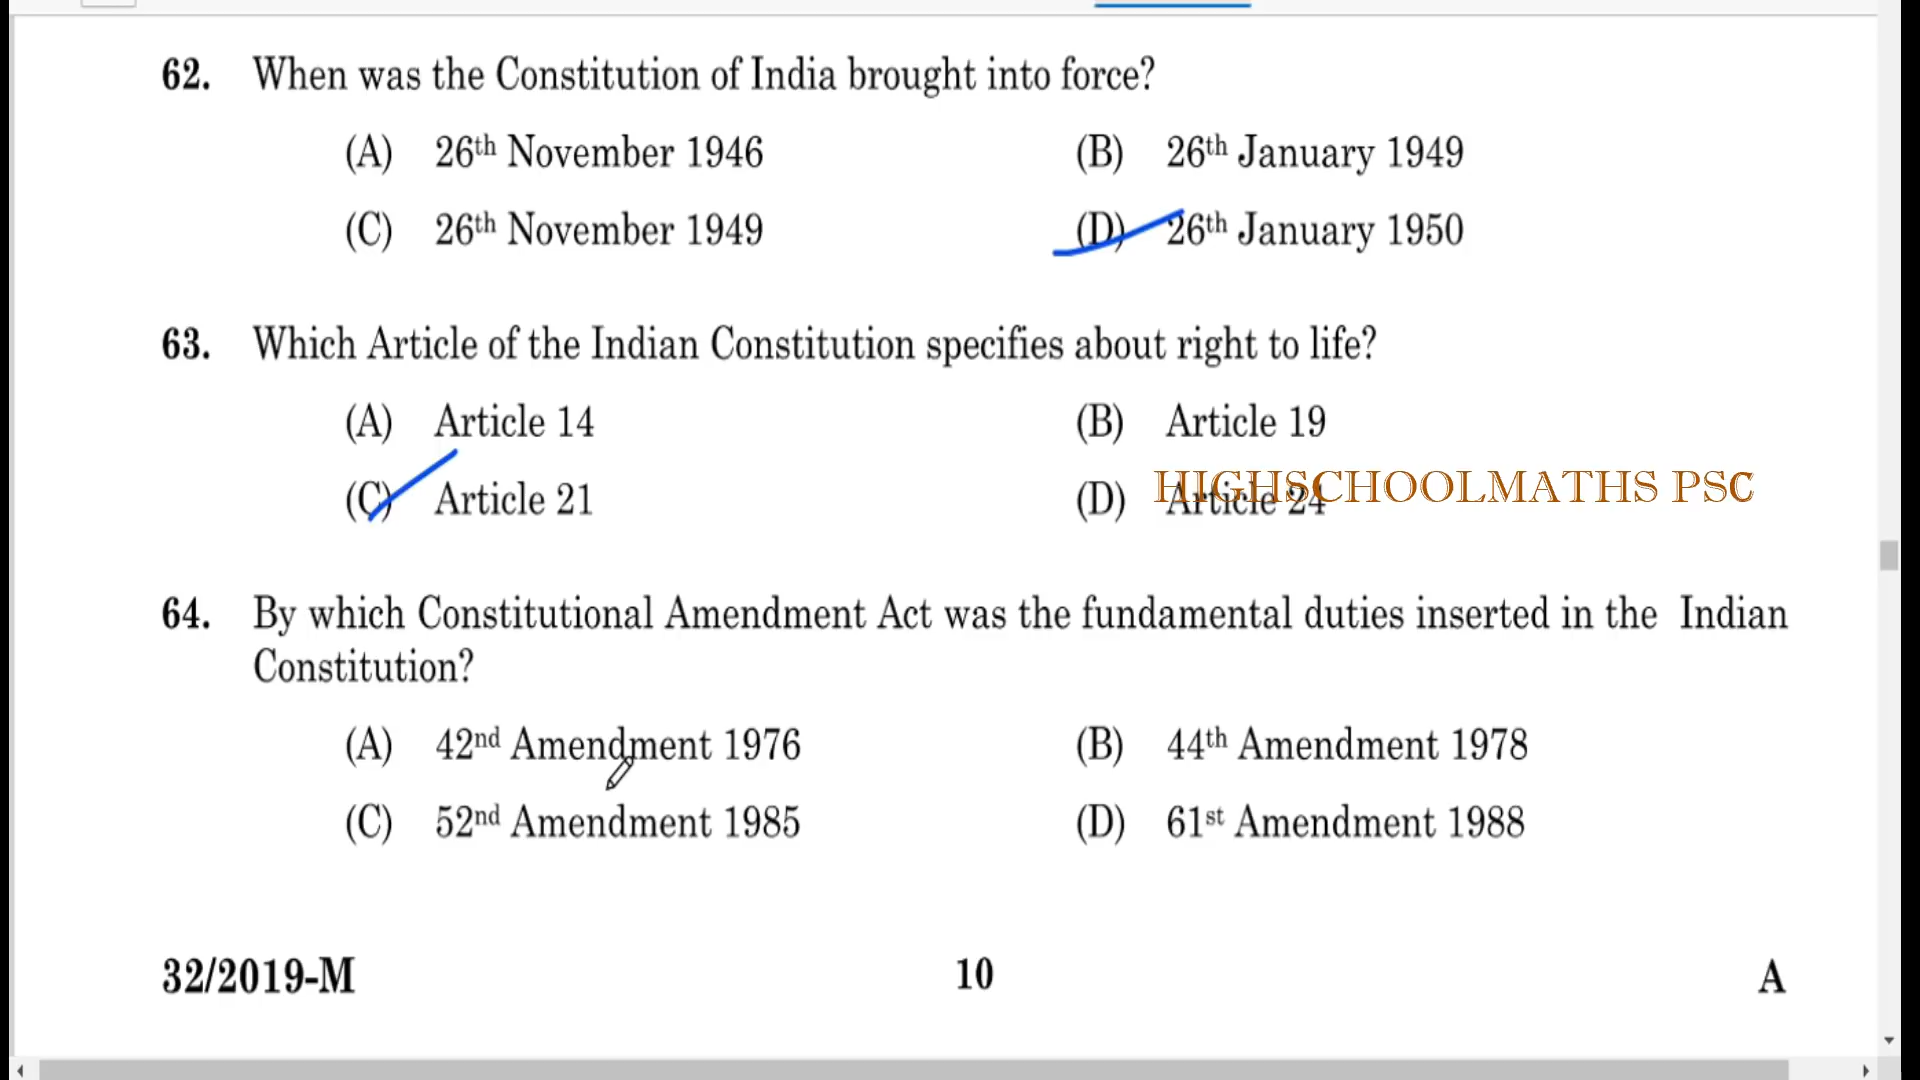 62. When was the Constitution of India brought into force?
(A) 26th November 1946 (B) 26th January 1949
(C) 26th November 1949 (D) 26th January 1950
63. Which Article of the Indian Constitution specifies about right to life?
(A) Article 14 (B) Article 19
(C) Article 21 (D) Article 24
HIGHSCHOOLMATHS PSC
64. By which Constitutional Amendment Act was the fundamental duties inserted in the Indian
Constitution?
(A) 42nd Amendment 1976 (B) 44th Amendment 1978
(C) 52nd Amendment 1985 (D) 61st Amendment 1988
32/2019-M 10 A